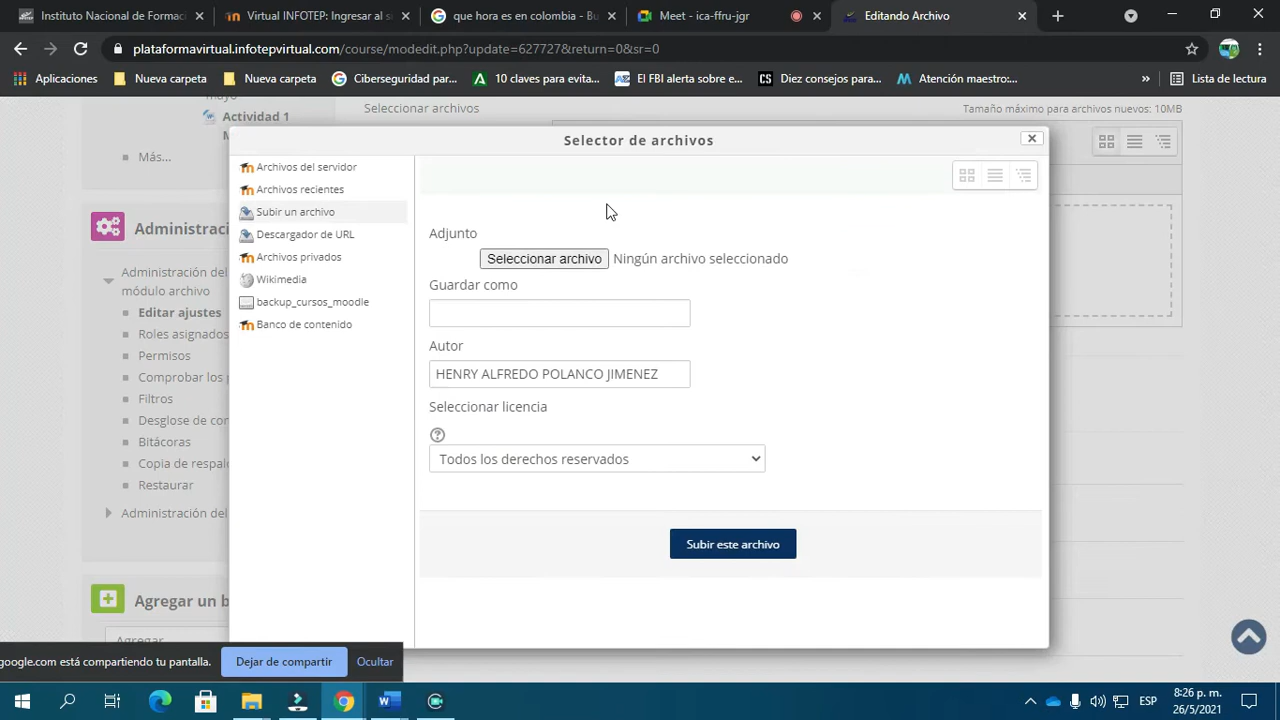 Instituto Nacional de Formaci
Virtual INFOTEP: Ingresar al si
que hora es en colombia - Bu
Meet - ica-ffru-jgr
Editando Archivo
plataformavirtual.infotepvirtual.com/course/modedit.php?update=627727&return=0&sr=0
Aplicaciones
Nueva carpeta
Nueva carpeta
Ciberseguridad par...
10 claves para evita...
El FBI alerta sobre e...
Diez consejos para...
Atención maestro:...
»
Lista de lectura
mayo
Seleccionar archivos
Tamaño máximo para archivos nuevos: 10MB
Actividad 1
Más...
Selector de archivos
Archivos del servidor
Archivos recientes
Subir un archivo
Descargador de URL
Archivos privados
Wikimedia
backup_cursos_moodle
Banco de contenido
Adjunto
Seleccionar archivo
Ningún archivo seleccionado
Guardar como
Autor
HENRY ALFREDO POLANCO JIMENEZ
Seleccionar licencia
Todos los derechos reservados
Subir este archivo
Administraci
Administración del
módulo archivo
Editar ajustes
Roles asignados
Permisos
Comprobar los p
Filtros
Desglose de con
Bitácoras
Copia de respal
Restaurar
Administración del
Agregar un b
Agregar
google.com está compartiendo tu pantalla.
Dejar de compartir
Ocultar
ESP
8:26 p. m.
26/5/2021